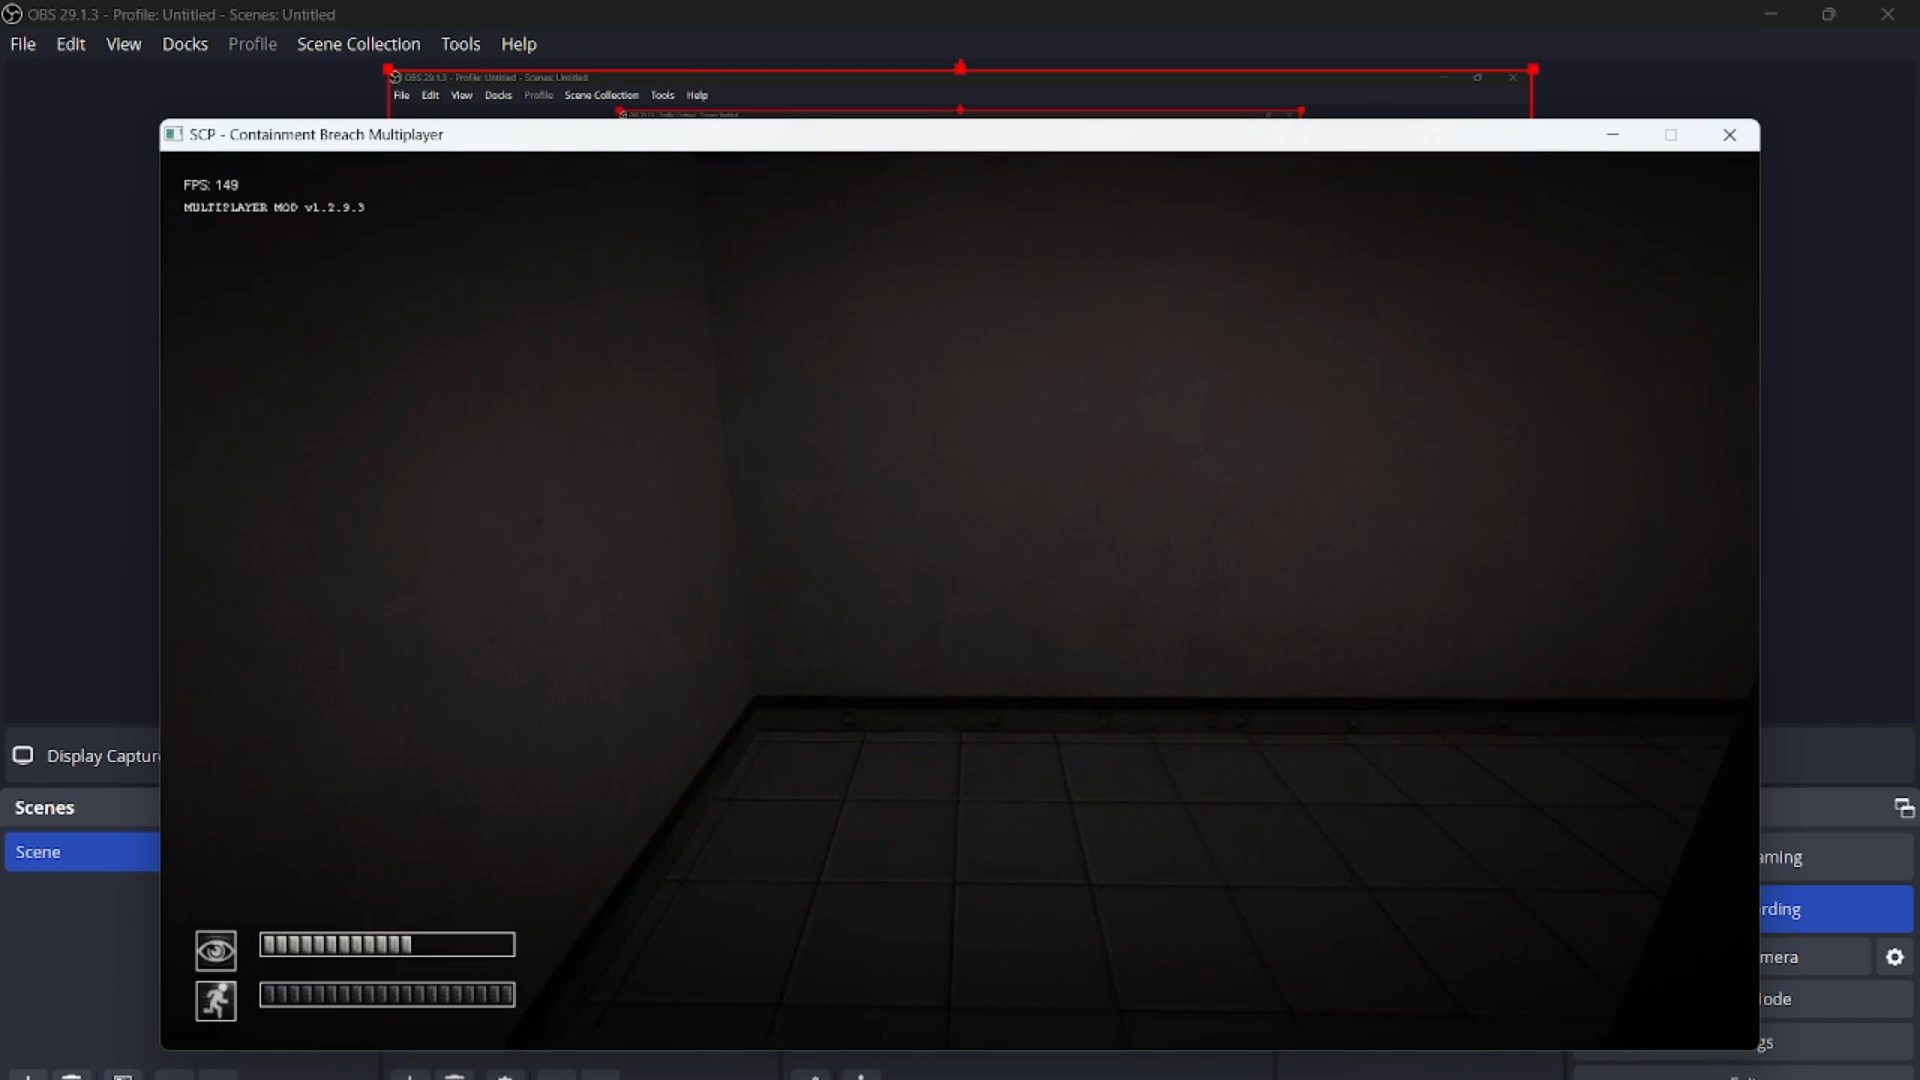 OBS 29.1.3 - Profile: Untitled - Scenes: Untitled
File Edit View Docks Profile Scene Collection Tools Help
OBS 29.1.3 - Profile: Untitled - Scenes: Untitled
File Edit View Docks Profile Scene Collection Tools Help
SCP - Containment Breach Multiplayer
FPS: 149
MULTIPLAYER MOD v1.2.9.3
Display Captur
Scenes
Scene
aming
rding
mera
ode
gs